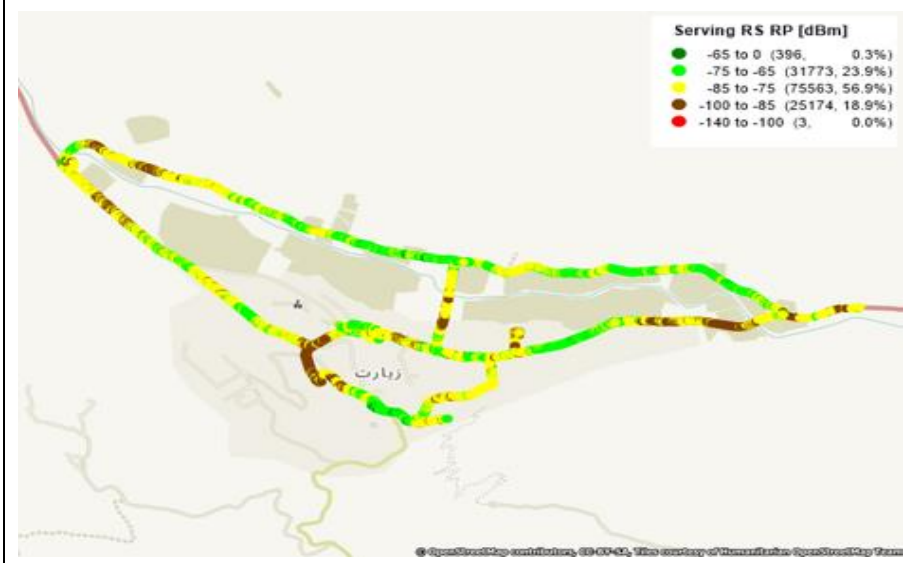 Serving RS RP [dBm]
-65 to 0 (396, 0.3%)
-75 to -65 (31773, 23.9%)
-85 to -75 (75563, 56.9%)
-100 to -85 (25174, 18.9%)
-140 to -100 (3, 0.0%)
زیارت
© OpenStreetMap contributors, CC-BY-SA, Tiles courtesy of Humanitarian OpenStreetMap Team